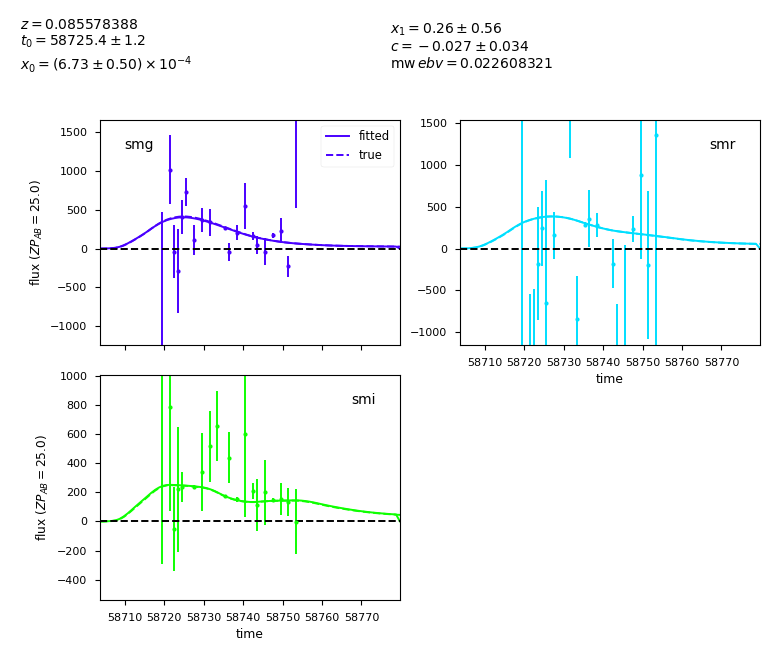 z = 0.085578388
t₀ = 58725.4 ± 1.2
x₀ = (6.73 ± 0.50) × 10⁻⁴
x₁ = 0.26 ± 0.56
c = −0.027 ± 0.034
mw ebv = 0.022608321
smg
fitted
true
1500
1000
500
0
−500
−1000
flux (ZP_AB = 25.0)
smr
1500
1000
500
0
−500
−1000
58710 58720 58730 58740 58750 58760 58770
time
smi
1000
800
600
400
200
0
−200
−400
flux (ZP_AB = 25.0)
58710 58720 58730 58740 58750 58760 58770
time